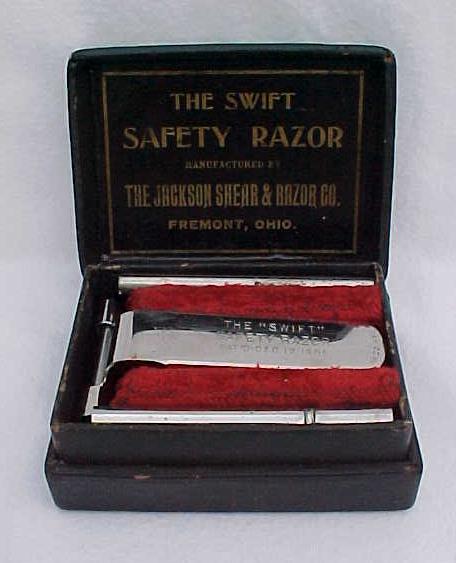 THE SWIFT
SAFETY RAZOR
MANUFACTURED BY
THE JACKSON SHEAR & RAZOR CO.
FREMONT, OHIO.
THE "SWIFT"
SAFETY RAZOR